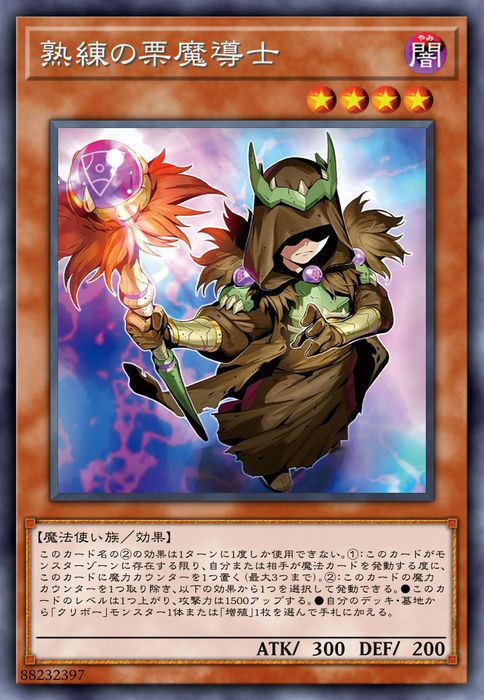 熟練の栗魔導士
やみ
闇
【魔法使い族／効果】
このカード名の②の効果は1ターンに1度しか使用できない。①:このカードがモ
ンスターゾーンに存在する限り、自分または相手が魔法カードを発動する度に、
このカードに魔力カウンターを1つ置く(最大3つまで)。②:このカードの魔力
カウンターを1つ取り除き、以下の効果から1つを選択して発動できる。●このカ
ードのレベルは1つ上がり、攻撃力は1500アップする。●自分のデッキ・墓地か
ら「クリボー」モンスター1体または「増殖」1枚を選んで手札に加える。
ATK/ 300 DEF/ 200
88232397